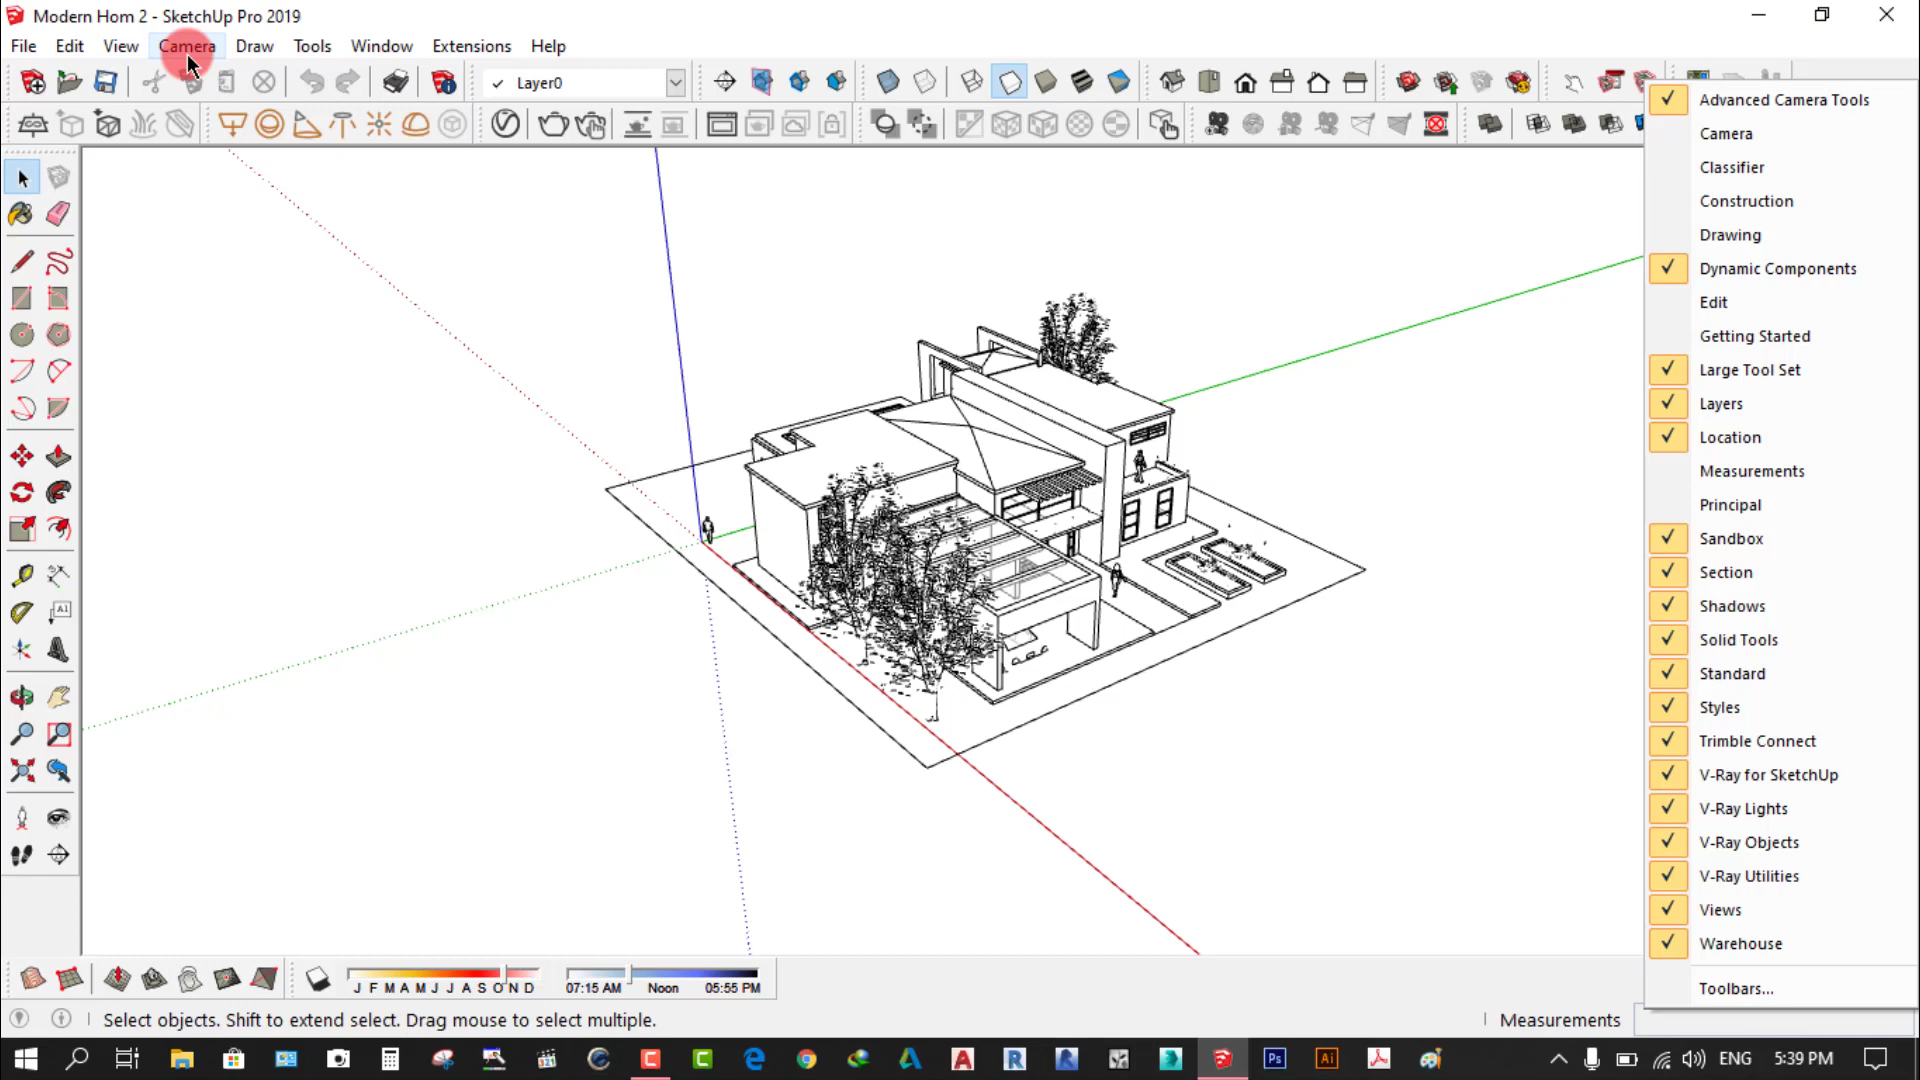 Modern Hom 2 - SketchUp Pro 2019
File Edit View Camera Draw Tools Window Extensions Help
Layer0
Advanced Camera Tools
Camera
Classifier
Construction
Drawing
Dynamic Components
Edit
Getting Started
Large Tool Set
Layers
Location
Measurements
Principal
Sandbox
Section
Shadows
Solid Tools
Standard
Styles
Trimble Connect
V-Ray for SketchUp
V-Ray Lights
V-Ray Objects
V-Ray Utilities
Views
Warehouse
Toolbars...
A1
J F M A M J J A S O N D
07:15 AM Noon 05:55 PM
Select objects. Shift to extend select. Drag mouse to select multiple.
Measurements
ENG 5:39 PM